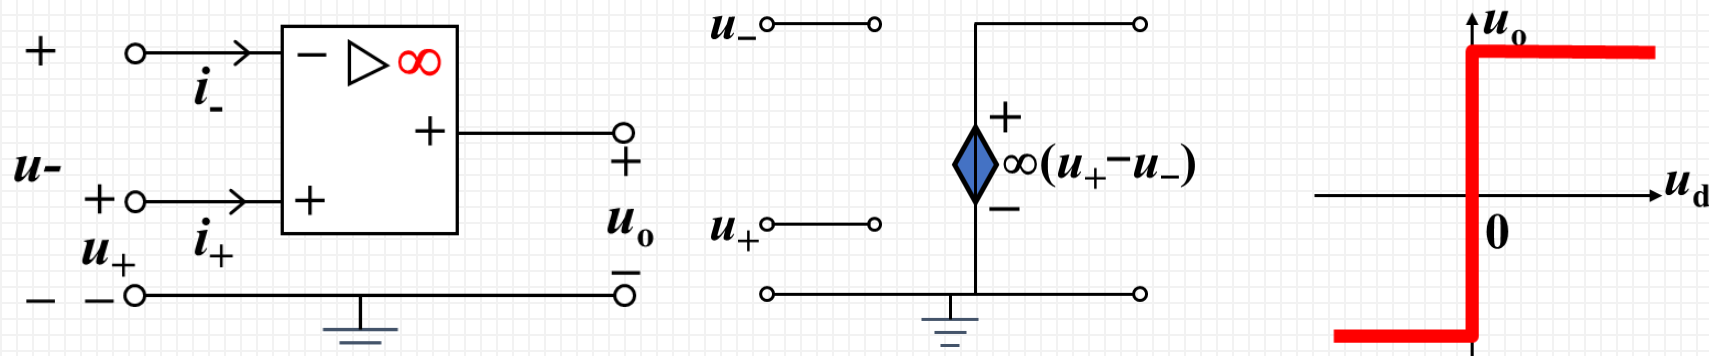 + − ▷ ∞
i-
+
u-
+ +
+
u+ i+
uo
− − −
u−
+
∞(u+−u−)
−
u+
uo
ud
0